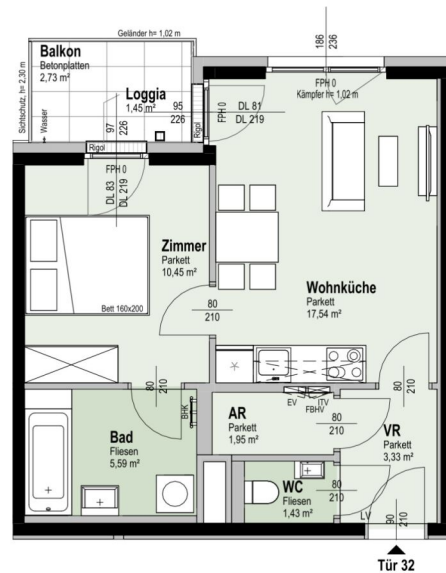 Geländer h= 1,02 m
Balkon
Betonplatten
2,73 m²
Sichtschutz, h= 2,30 m
Wasser
Loggia
1,45 m²
95
226
97
226
Rigol
Rigol
FPH 0
DL 81
DL 219
186
236
FPH 0
Kämpfer h= 1,02 m
FPH 0
DL 83
DL 219
Zimmer
Parkett
10,45 m²
Bett 160x200
80
210
Wohnküche
Parkett
17,54 m²
80
210
BHK
Bad
Fliesen
5,59 m²
EV
ITV
FBHV
AR
Parkett
1,95 m²
80
210
80
210
VR
Parkett
3,33 m²
WC
Fliesen
1,43 m²
80
210
LV
90
210
Tür 32